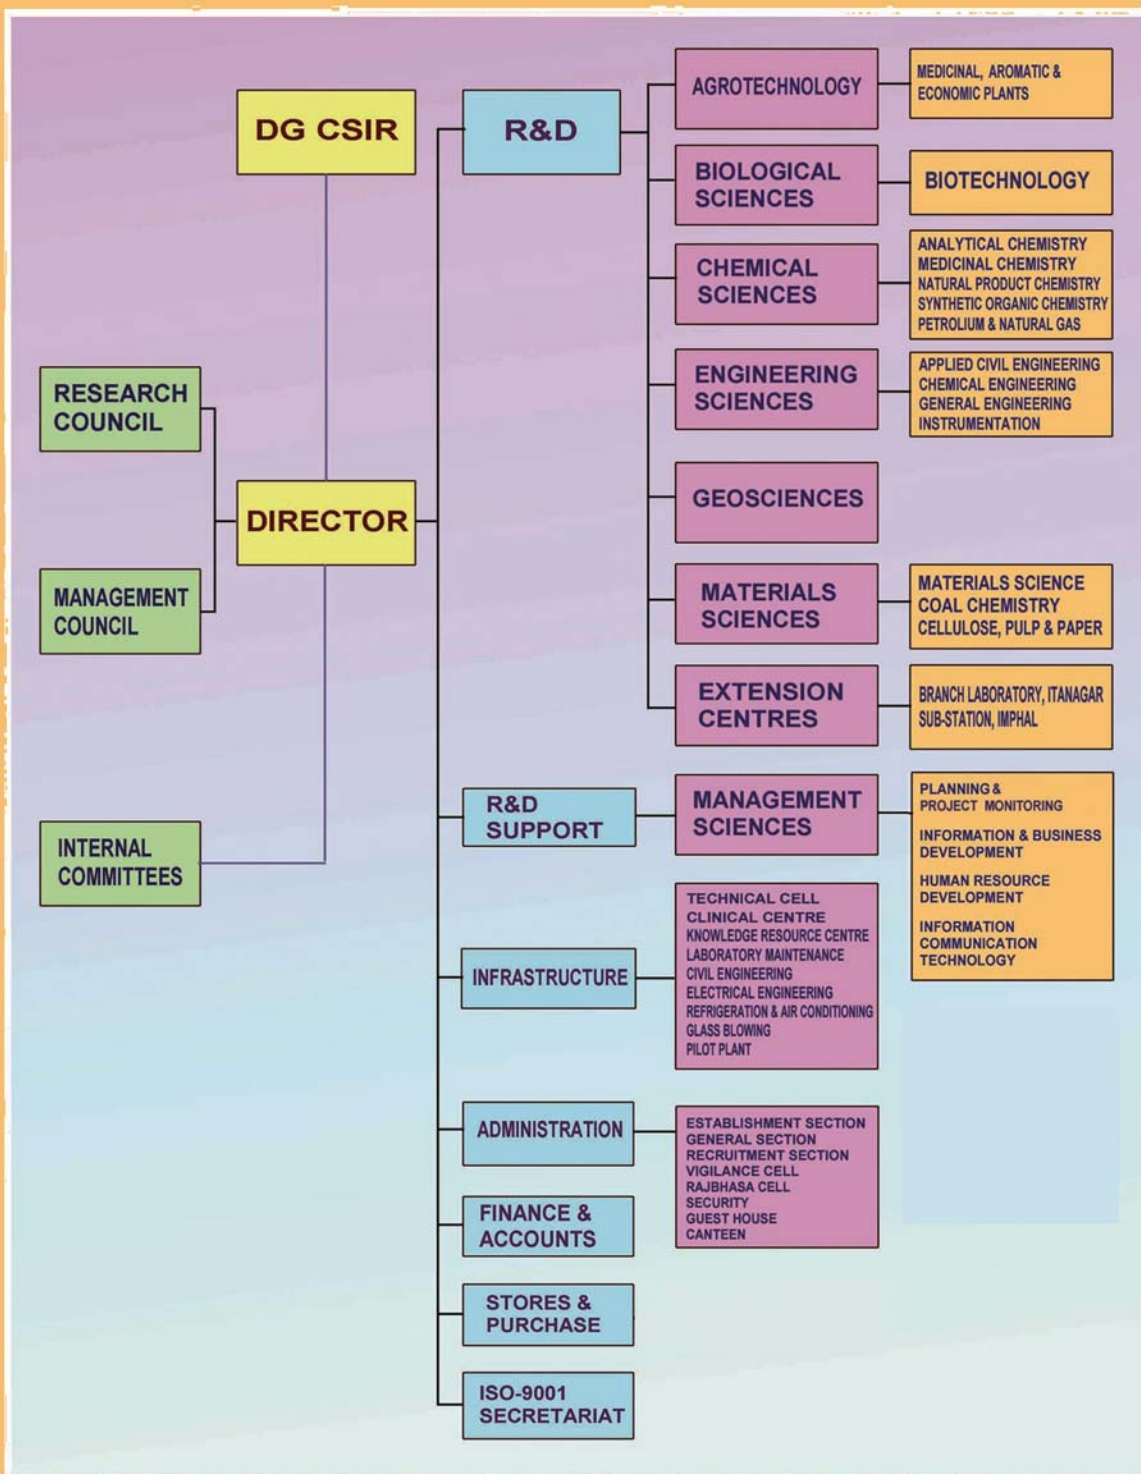 DG CSIR
RESEARCH
COUNCIL
DIRECTOR
MANAGEMENT
COUNCIL
INTERNAL
COMMITTEES
R&D
AGROTECHNOLOGY
MEDICINAL, AROMATIC &
ECONOMIC PLANTS
BIOLOGICAL
SCIENCES
BIOTECHNOLOGY
CHEMICAL
SCIENCES
ANALYTICAL CHEMISTRY
MEDICINAL CHEMISTRY
NATURAL PRODUCT CHEMISTRY
SYNTHETIC ORGANIC CHEMISTRY
PETROLIUM & NATURAL GAS
ENGINEERING
SCIENCES
APPLIED CIVIL ENGINEERING
CHEMICAL ENGINEERING
GENERAL ENGINEERING
INSTRUMENTATION
GEOSCIENCES
MATERIALS
SCIENCES
MATERIALS SCIENCE
COAL CHEMISTRY
CELLULOSE, PULP & PAPER
EXTENSION
CENTRES
BRANCH LABORATORY, ITANAGAR
SUB-STATION, IMPHAL
R&D
SUPPORT
MANAGEMENT
SCIENCES
PLANNING &
PROJECT MONITORING
INFORMATION & BUSINESS
DEVELOPMENT
HUMAN RESOURCE
DEVELOPMENT
INFORMATION
COMMUNICATION
TECHNOLOGY
INFRASTRUCTURE
TECHNICAL CELL
CLINICAL CENTRE
KNOWLEDGE RESOURCE CENTRE
LABORATORY MAINTENANCE
CIVIL ENGINEERING
ELECTRICAL ENGINEERING
REFRIGERATION & AIR CONDITIONING
GLASS BLOWING
PILOT PLANT
ADMINISTRATION
ESTABLISHMENT SECTION
GENERAL SECTION
RECRUITMENT SECTION
VIGILANCE CELL
RAJBHASA CELL
SECURITY
GUEST HOUSE
CANTEEN
FINANCE &
ACCOUNTS
STORES &
PURCHASE
ISO-9001
SECRETARIAT